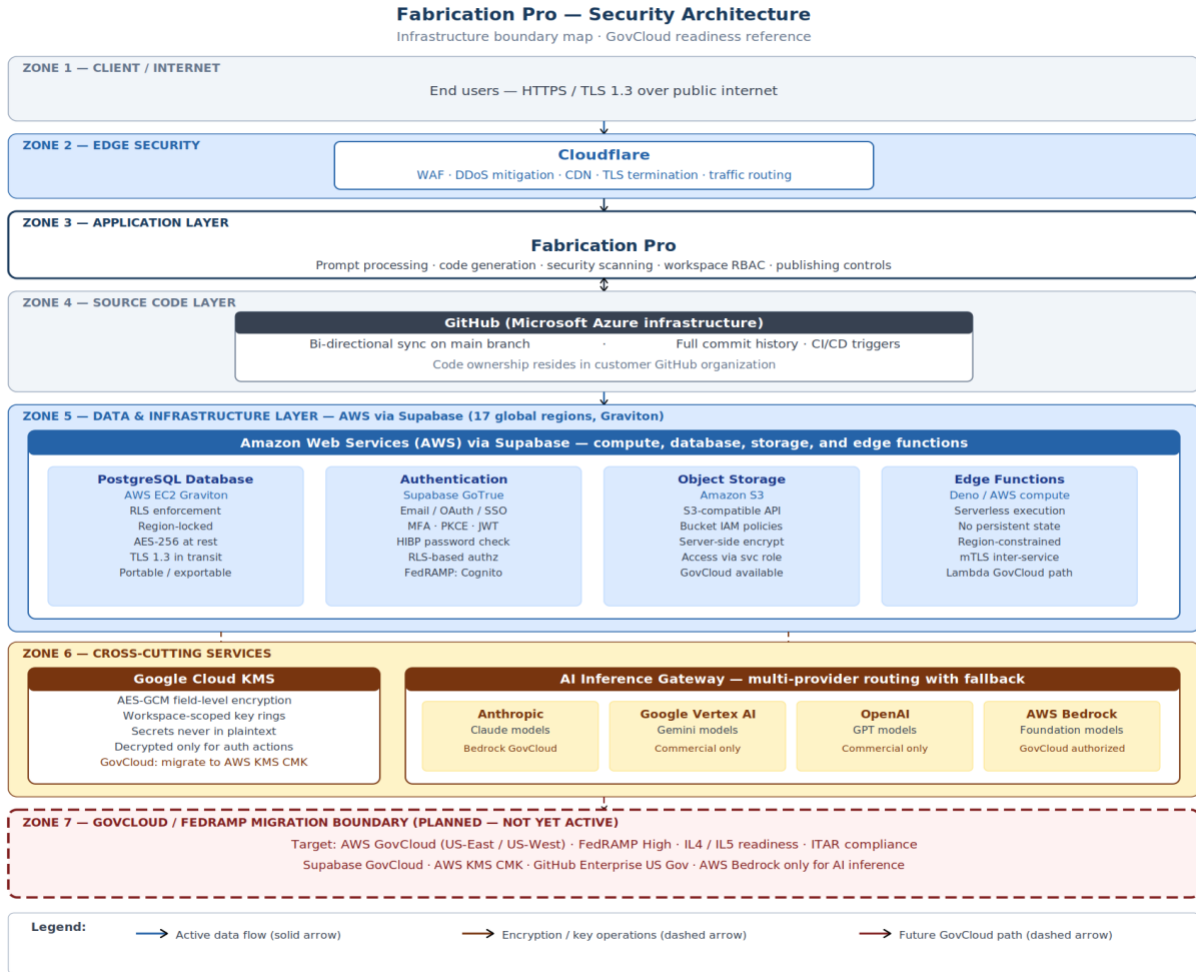 Fabrication Pro — Security Architecture
Infrastructure boundary map · GovCloud readiness reference
ZONE 1 — CLIENT / INTERNET
End users — HTTPS / TLS 1.3 over public internet
ZONE 2 — EDGE SECURITY
Cloudflare
WAF · DDoS mitigation · CDN · TLS termination · traffic routing
ZONE 3 — APPLICATION LAYER
Fabrication Pro
Prompt processing · code generation · security scanning · workspace RBAC · publishing controls
ZONE 4 — SOURCE CODE LAYER
GitHub (Microsoft Azure infrastructure)
Bi-directional sync on main branch · Full commit history · CI/CD triggers
Code ownership resides in customer GitHub organization
ZONE 5 — DATA & INFRASTRUCTURE LAYER — AWS via Supabase (17 global regions, Graviton)
Amazon Web Services (AWS) via Supabase — compute, database, storage, and edge functions
PostgreSQL Database
AWS EC2 Graviton
RLS enforcement
Region-locked
AES-256 at rest
TLS 1.3 in transit
Portable / exportable
Authentication
Supabase GoTrue
Email / OAuth / SSO
MFA · PKCE · JWT
HIBP password check
RLS-based authz
FedRAMP: Cognito
Object Storage
Amazon S3
S3-compatible API
Bucket IAM policies
Server-side encrypt
Access via svc role
GovCloud available
Edge Functions
Deno / AWS compute
Serverless execution
No persistent state
Region-constrained
mTLS inter-service
Lambda GovCloud path
ZONE 6 — CROSS-CUTTING SERVICES
Google Cloud KMS
AES-GCM field-level encryption
Workspace-scoped key rings
Secrets never in plaintext
Decrypted only for auth actions
GovCloud: migrate to AWS KMS CMK
AI Inference Gateway — multi-provider routing with fallback
Anthropic
Claude models
Bedrock GovCloud
Google Vertex AI
Gemini models
Commercial only
OpenAI
GPT models
Commercial only
AWS Bedrock
Foundation models
GovCloud authorized
ZONE 7 — GOVCLOUD / FEDRAMP MIGRATION BOUNDARY (PLANNED — NOT YET ACTIVE)
Target: AWS GovCloud (US-East / US-West) · FedRAMP High · IL4 / IL5 readiness · ITAR compliance
Supabase GovCloud · AWS KMS CMK · GitHub Enterprise US Gov · AWS Bedrock only for AI inference
Legend:
Active data flow (solid arrow)
Encryption / key operations (dashed arrow)
Future GovCloud path (dashed arrow)